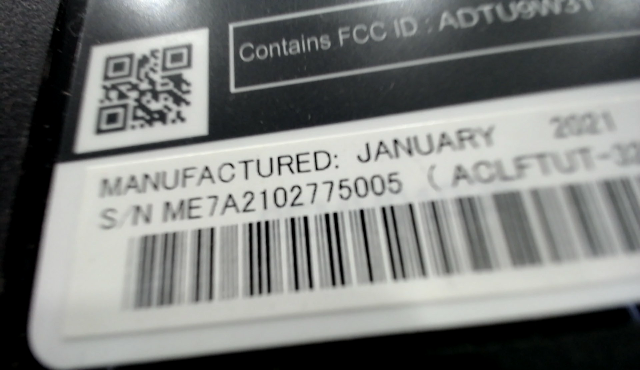 Contains FCC ID : ADTU9W31
MANUFACTURED: JANUARY 2021
S/N ME7A2102775005 (ACLFTUT-